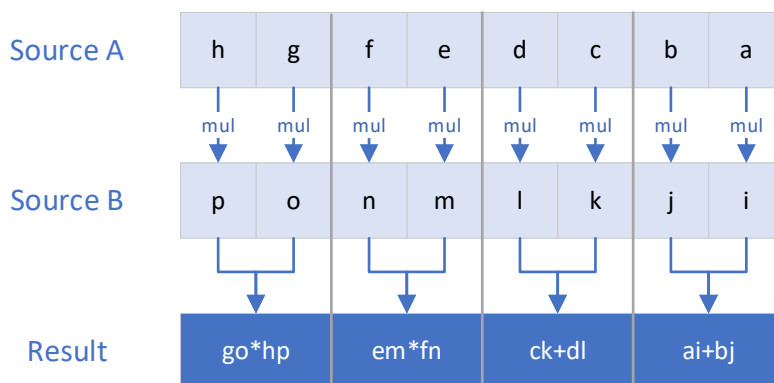 Source A h g f e d c b a
mul mul mul mul mul mul mul mul
Source B p o n m l k j i
Result go*hp em*fn ck+dl ai+bj